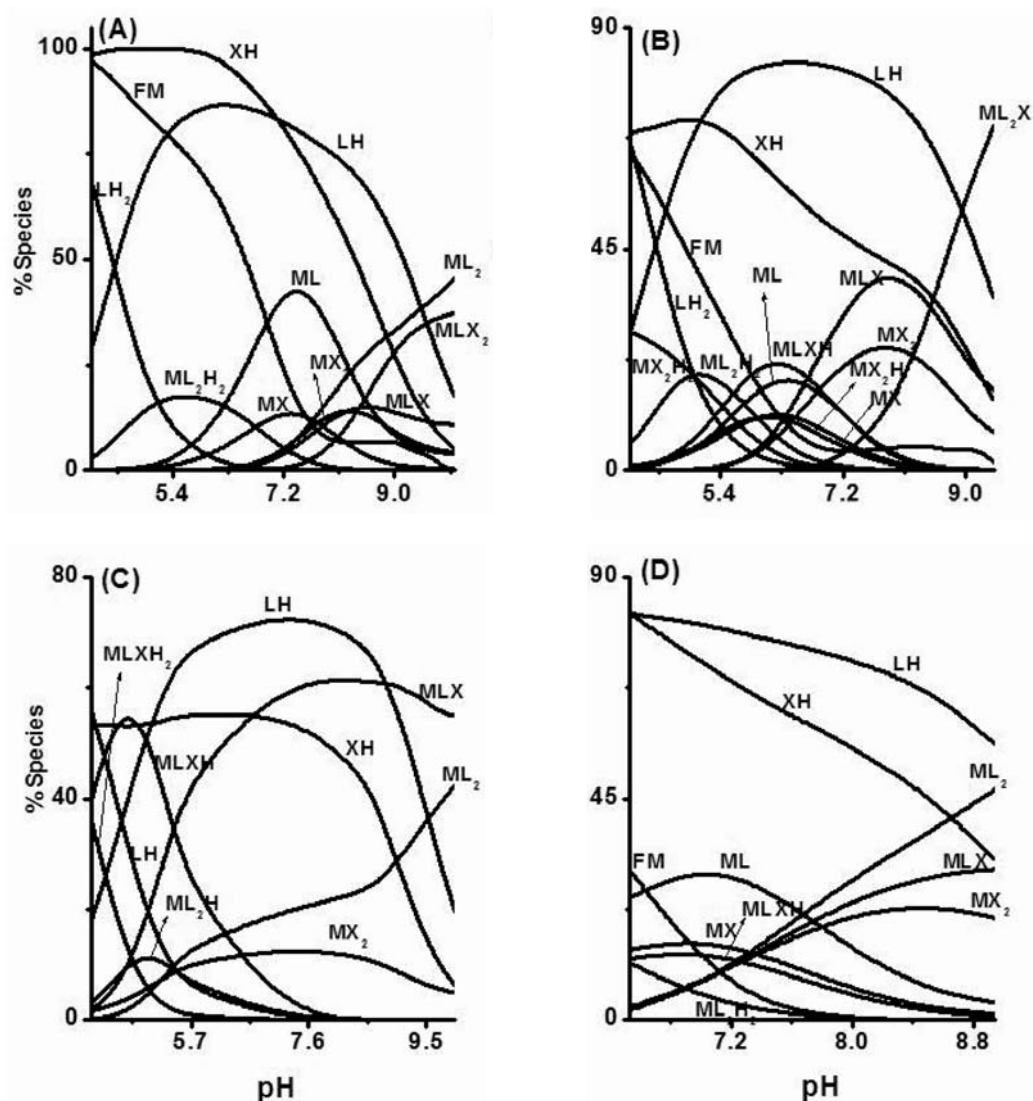 (A)
100
XH
FM
LH
LH₂
% Species
50
ML
ML₂
MLX₂
ML₂H₂
MX
MX₂
MLX
0
5.4 7.2 9.0
(B)
90
LH
ML₂X
XH
45
FM
ML
MLX
LH₂
MX₂H₂
ML₂H₂
MLXH
MX₂
MX₂H
MX
0
5.4 7.2 9.0
(C)
80
LH
MLXH₂
MLX
XH
MLXH
% Species
40
ML₂
LH
ML₂H
MX₂
0
5.7 7.6 9.5
pH
(D)
90
LH
XH
ML₂
45
FM
ML
MLX
MLXH
MX₂
MX
0
7.2 8.0 8.8
pH